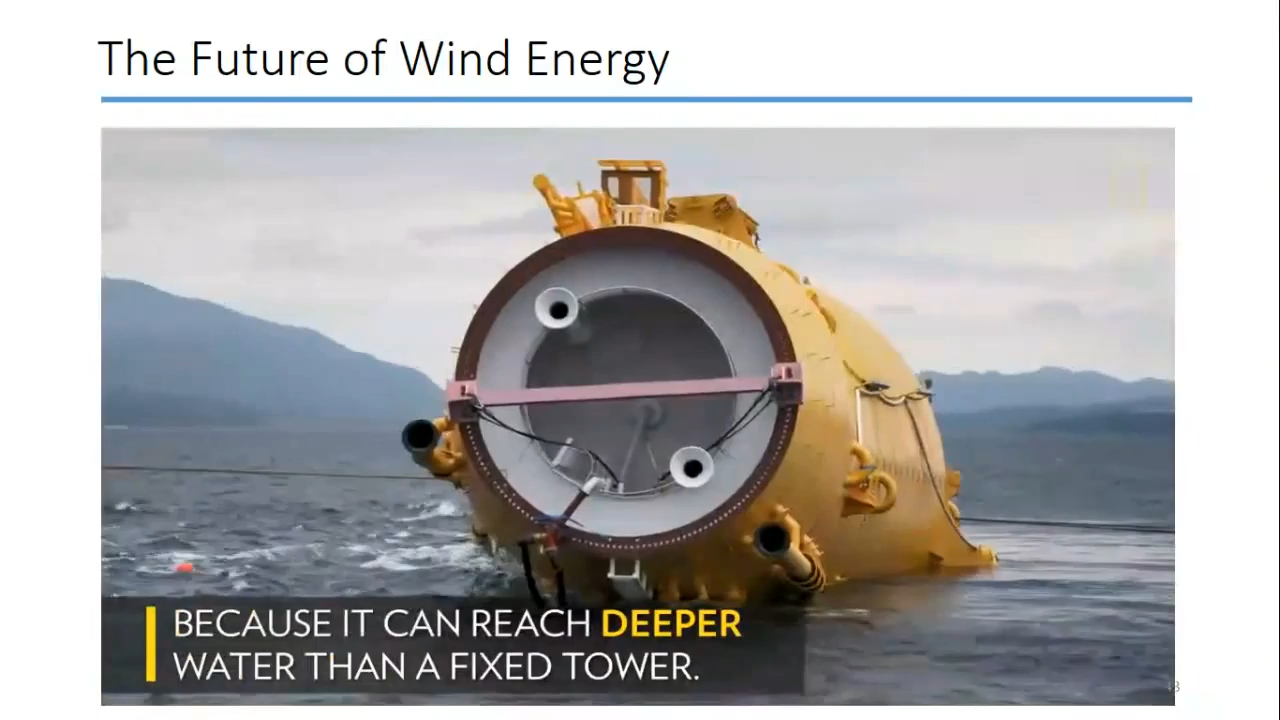 The Future of Wind Energy
BECAUSE IT CAN REACH DEEPER
WATER THAN A FIXED TOWER.